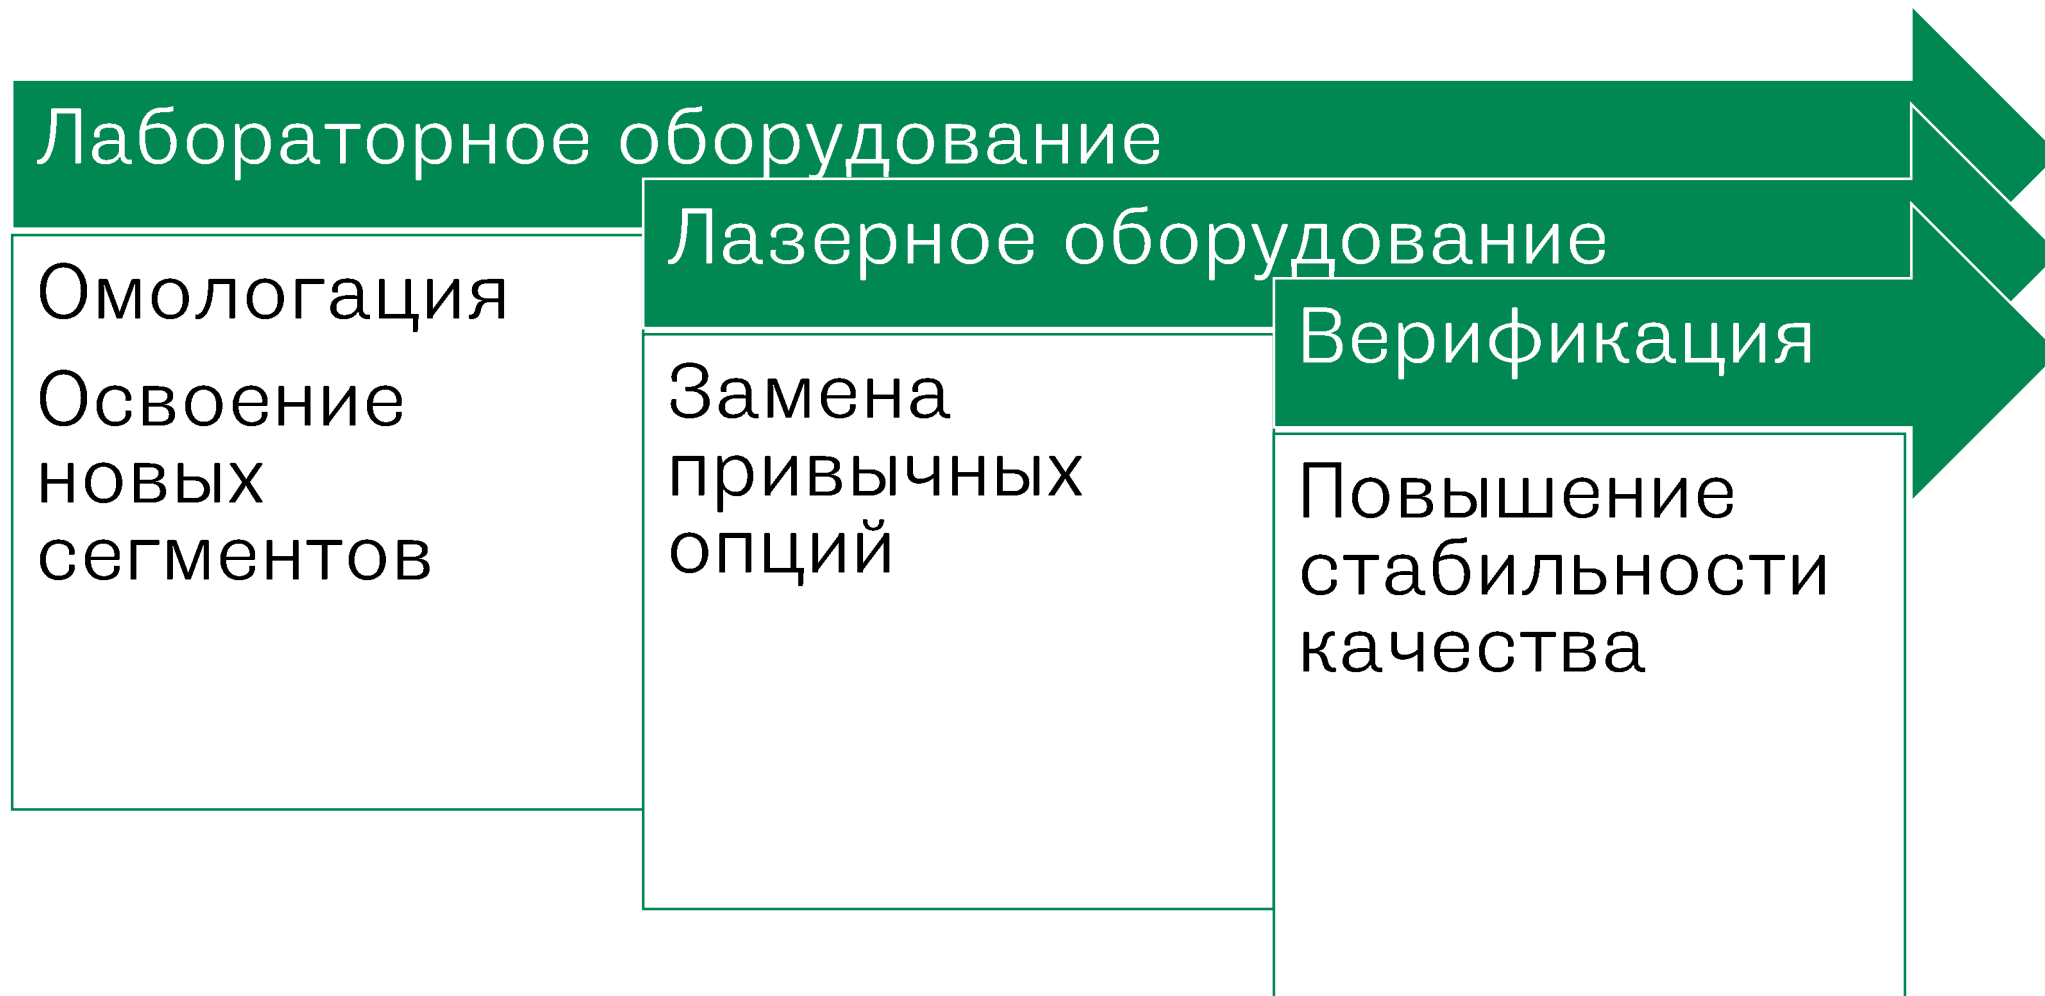 Лабораторное оборудование
Омологация
Освоение
новых
сегментов
Лазерное оборудование
Замена
привычных
опций
Верификация
Повышение
стабильности
качества